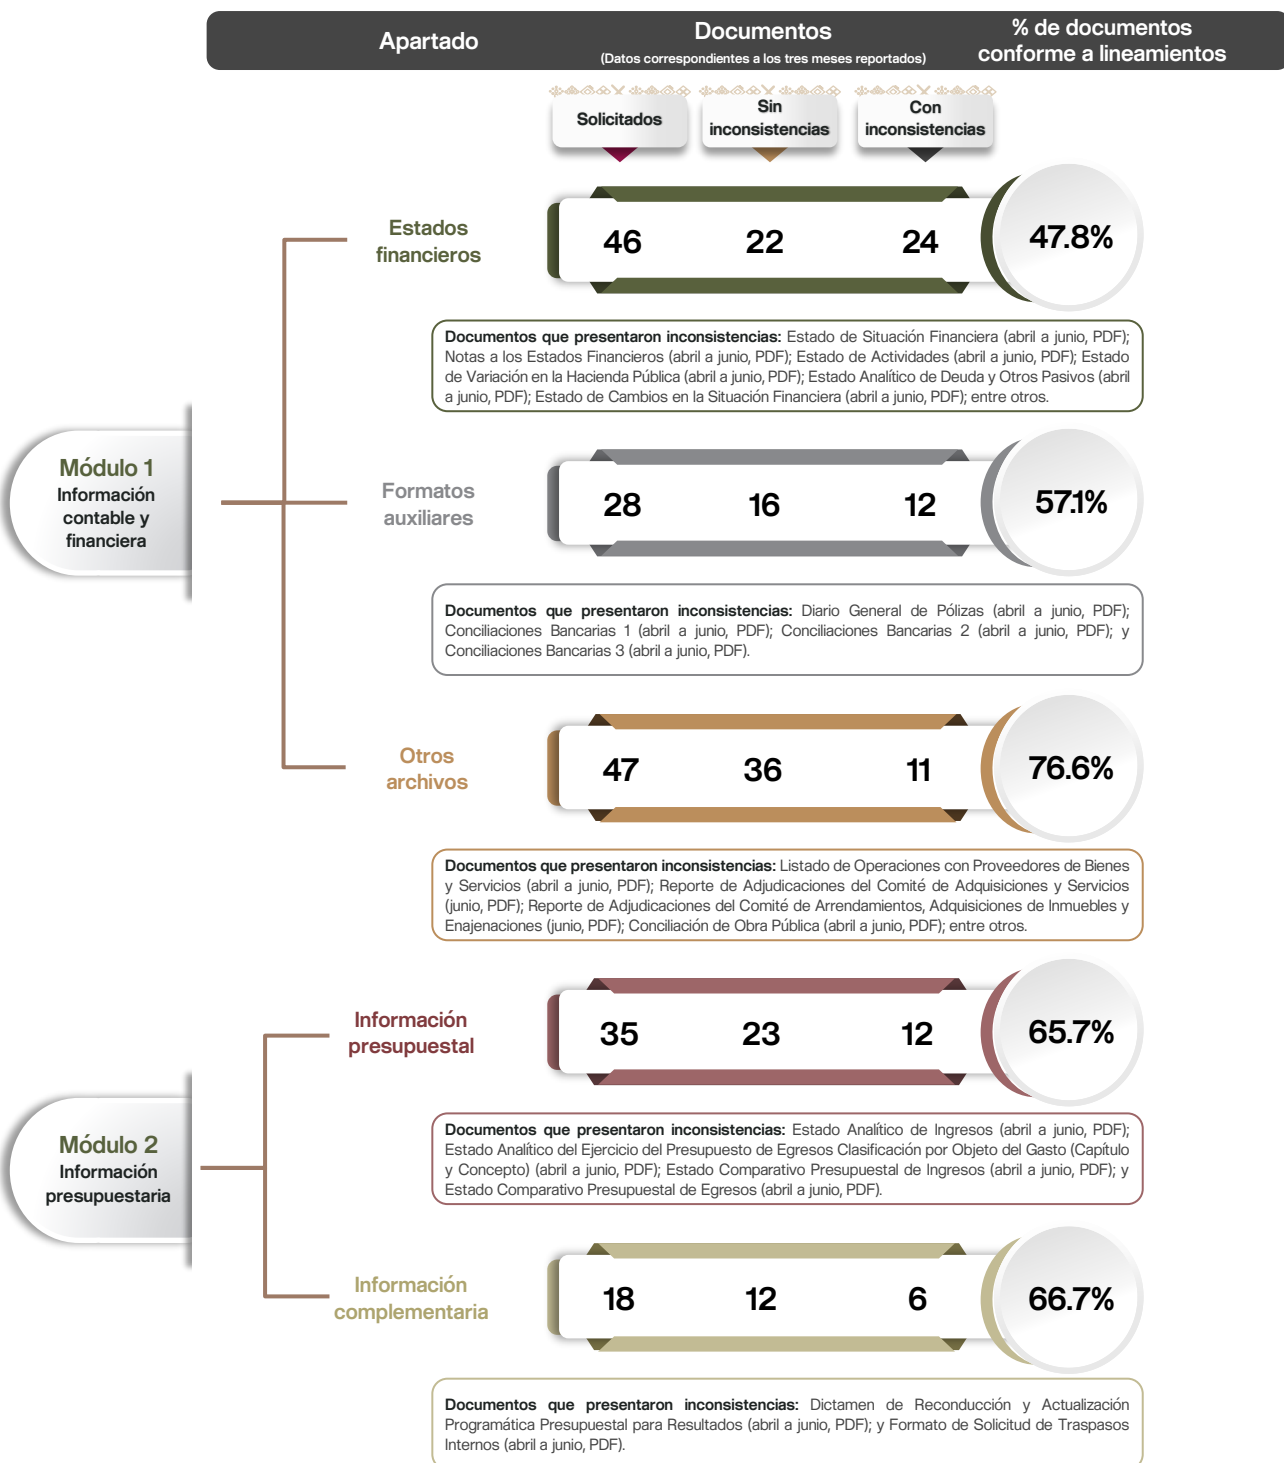 Apartado
Documentos
(Datos correspondientes a los tres meses reportados)
% de documentos
conforme a lineamientos
Solicitados
Sin
inconsistencias
Con
inconsistencias
Módulo 1
Información
contable y
financiera
Estados
financieros
46 22 24 47.8%
Documentos que presentaron inconsistencias: Estado de Situación Financiera (abril a junio, PDF);
Notas a los Estados Financieros (abril a junio, PDF); Estado de Actividades (abril a junio, PDF); Estado
de Variación en la Hacienda Pública (abril a junio, PDF); Estado Analítico de Deuda y Otros Pasivos (abril
a junio, PDF); Estado de Cambios en la Situación Financiera (abril a junio, PDF); entre otros.
Formatos
auxiliares
28 16 12 57.1%
Documentos que presentaron inconsistencias: Diario General de Pólizas (abril a junio, PDF);
Conciliaciones Bancarias 1 (abril a junio, PDF); Conciliaciones Bancarias 2 (abril a junio, PDF); y
Conciliaciones Bancarias 3 (abril a junio, PDF).
Otros
archivos
47 36 11 76.6%
Documentos que presentaron inconsistencias: Listado de Operaciones con Proveedores de Bienes
y Servicios (abril a junio, PDF); Reporte de Adjudicaciones del Comité de Adquisiciones y Servicios
(junio, PDF); Reporte de Adjudicaciones del Comité de Arrendamientos, Adquisiciones de Inmuebles y
Enajenaciones (junio, PDF); Conciliación de Obra Pública (abril a junio, PDF); entre otros.
Módulo 2
Información
presupuestaria
Información
presupuestal
35 23 12 65.7%
Documentos que presentaron inconsistencias: Estado Analítico de Ingresos (abril a junio, PDF);
Estado Analítico del Ejercicio del Presupuesto de Egresos Clasificación por Objeto del Gasto (Capítulo
y Concepto) (abril a junio, PDF); Estado Comparativo Presupuestal de Ingresos (abril a junio, PDF); y
Estado Comparativo Presupuestal de Egresos (abril a junio, PDF).
Información
complementaria
18 12 6 66.7%
Documentos que presentaron inconsistencias: Dictamen de Reconducción y Actualización
Programática Presupuestal para Resultados (abril a junio, PDF); y Formato de Solicitud de Traspasos
Internos (abril a junio, PDF).